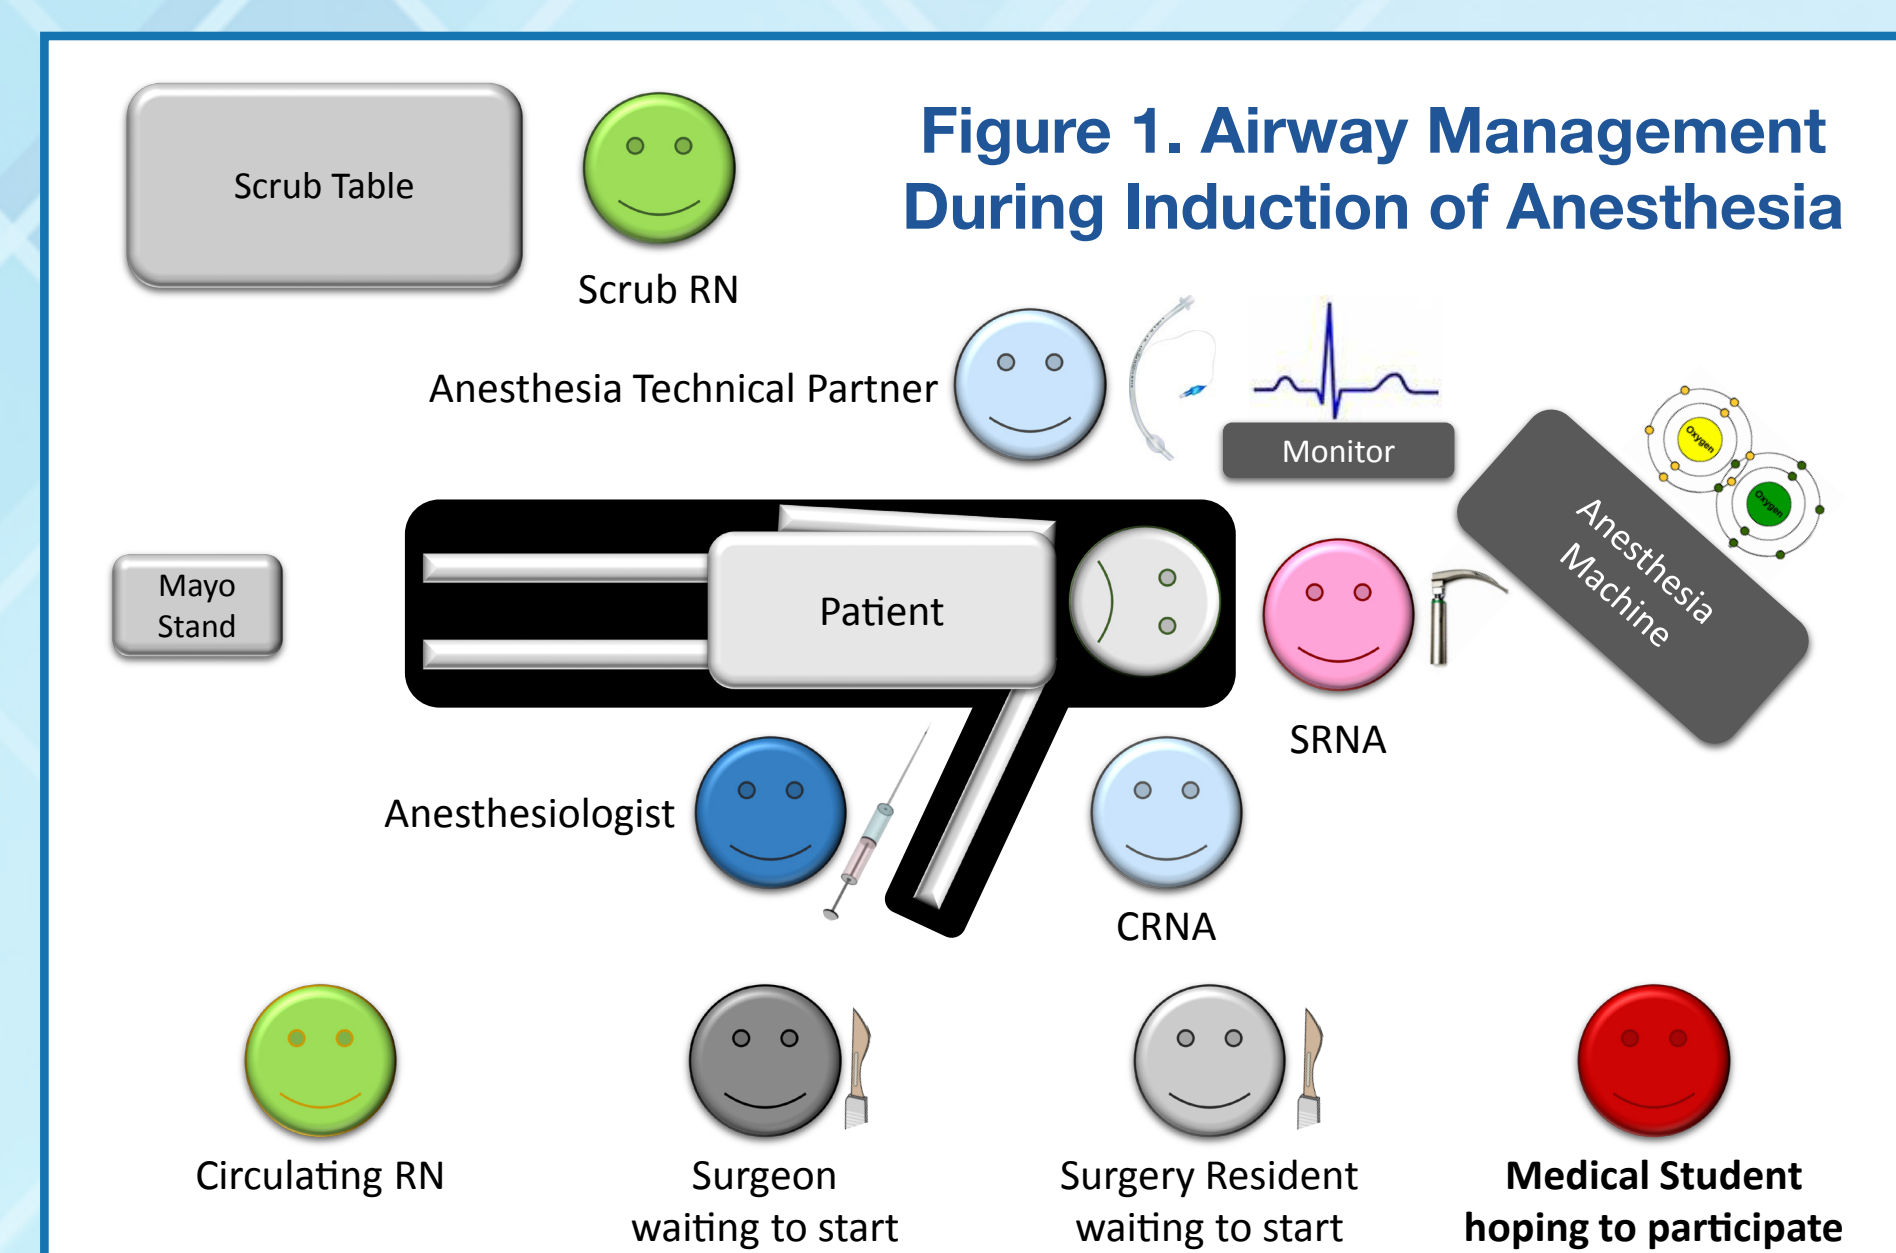 Figure 1. Airway Management
During Induction of Anesthesia
Scrub Table
Scrub RN
Anesthesia Technical Partner
Monitor
Oxygen
Oxygen
Anesthesia
Machine
Mayo
Stand
Patient
SRNA
Anesthesiologist
CRNA
Circulating RN
Surgeon
waiting to start
Surgery Resident
waiting to start
Medical Student
hoping to participate